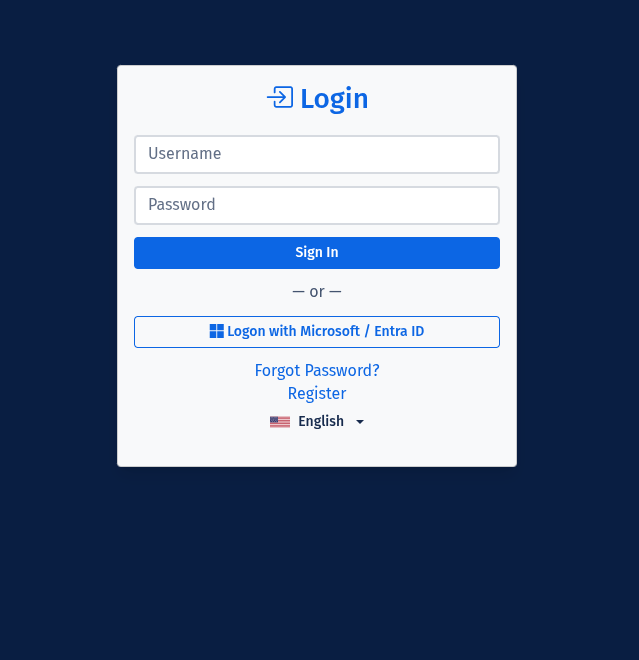 Login
Username
Password
Sign In
— or —
Logon with Microsoft / Entra ID
Forgot Password?
Register
English